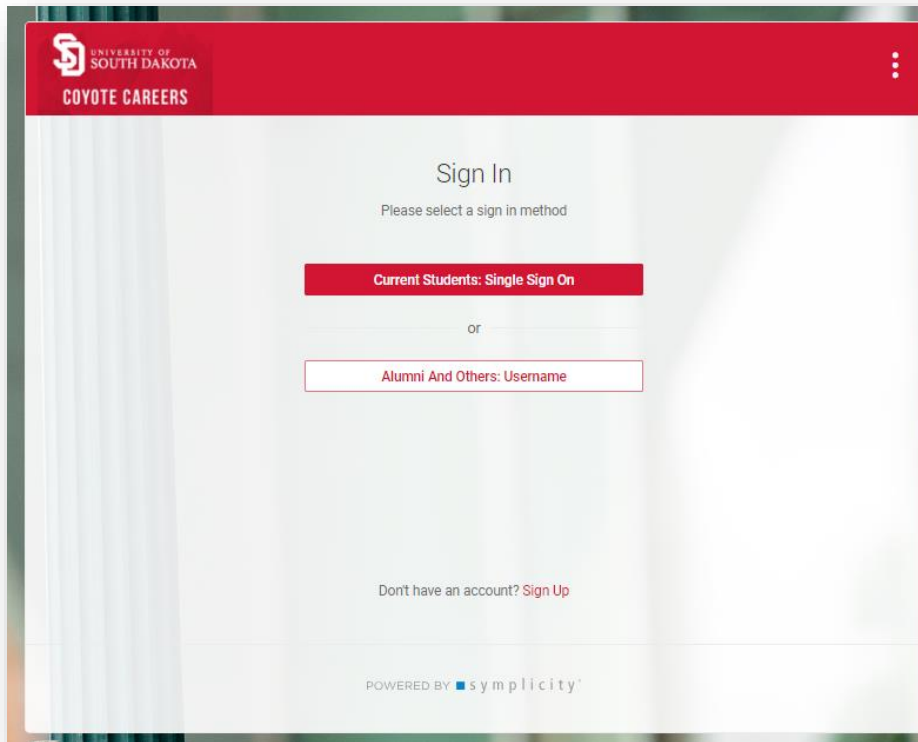 UNIVERSITY OF
SOUTH DAKOTA
COYOTE CAREERS
Sign In
Please select a sign in method
Current Students: Single Sign On
or
Alumni And Others: Username
Don't have an account? Sign Up
POWERED BY symplicity